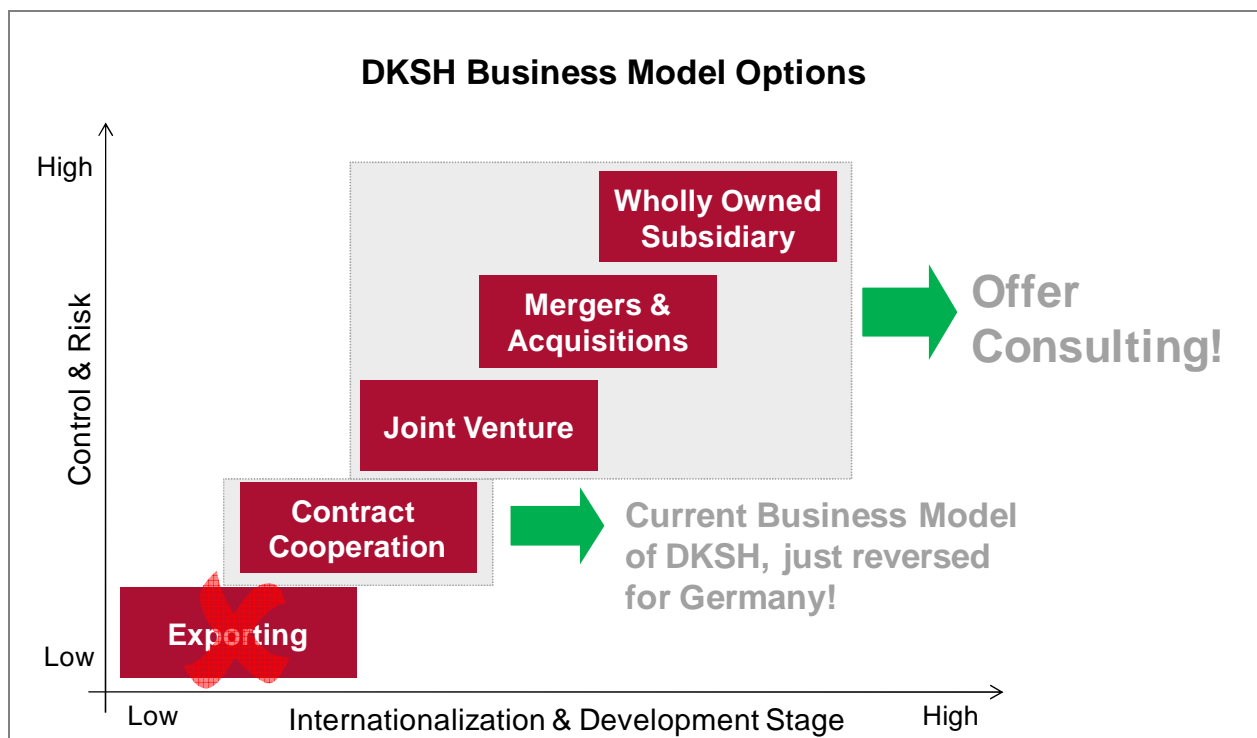 DKSH Business Model Options
High
Wholly Owned
Subsidiary
Mergers &
Acquisitions
Offer
Consulting!
Control & Risk
Joint Venture
Contract
Cooperation
Current Business Model
of DKSH, just reversed
for Germany!
Exporting
Low
Low
Internationalization & Development Stage
High